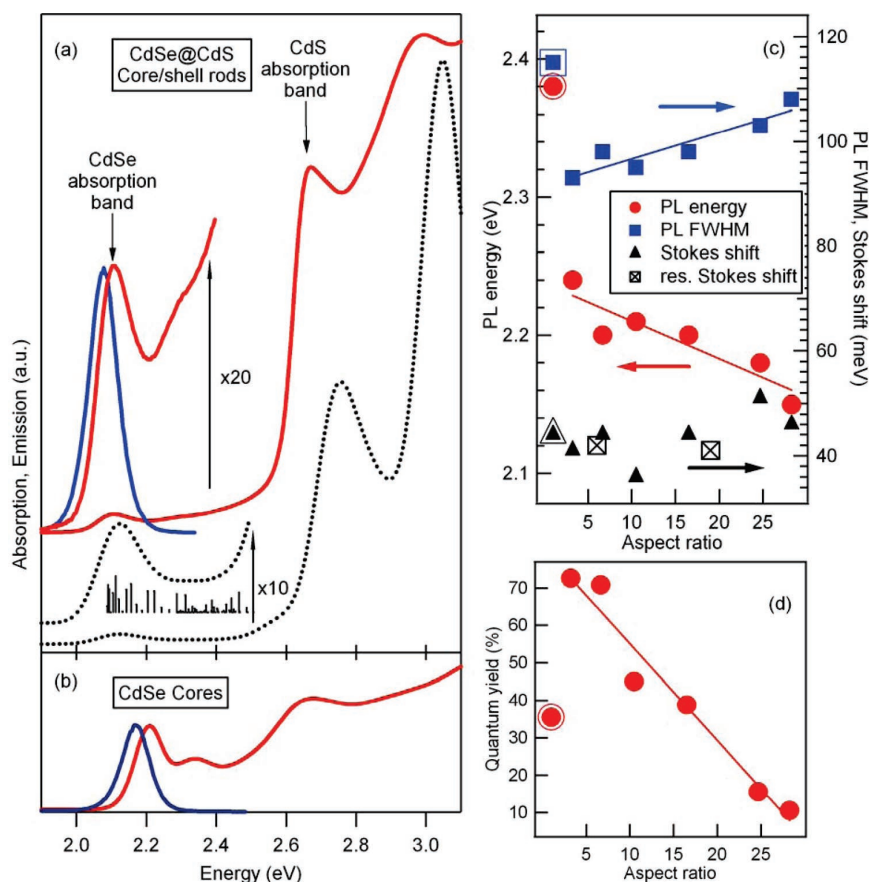 (a)
CdSe@CdS
Core/shell rods
CdS
absorption
band
CdSe
absorption
band
x20
x10
Absorption, Emission (a.u.)
(b)
CdSe Cores
2.0 2.2 2.4 2.6 2.8 3.0
Energy (eV)
(c)
2.4
2.3
2.2
2.1
PL energy (eV)
120
100
80
60
40
PL FWHM, Stokes shift (meV)
PL energy
PL FWHM
Stokes shift
res. Stokes shift
5 10 15 20 25
Aspect ratio
(d)
70
60
50
40
30
20
10
Quantum yield (%)
5 10 15 20 25
Aspect ratio